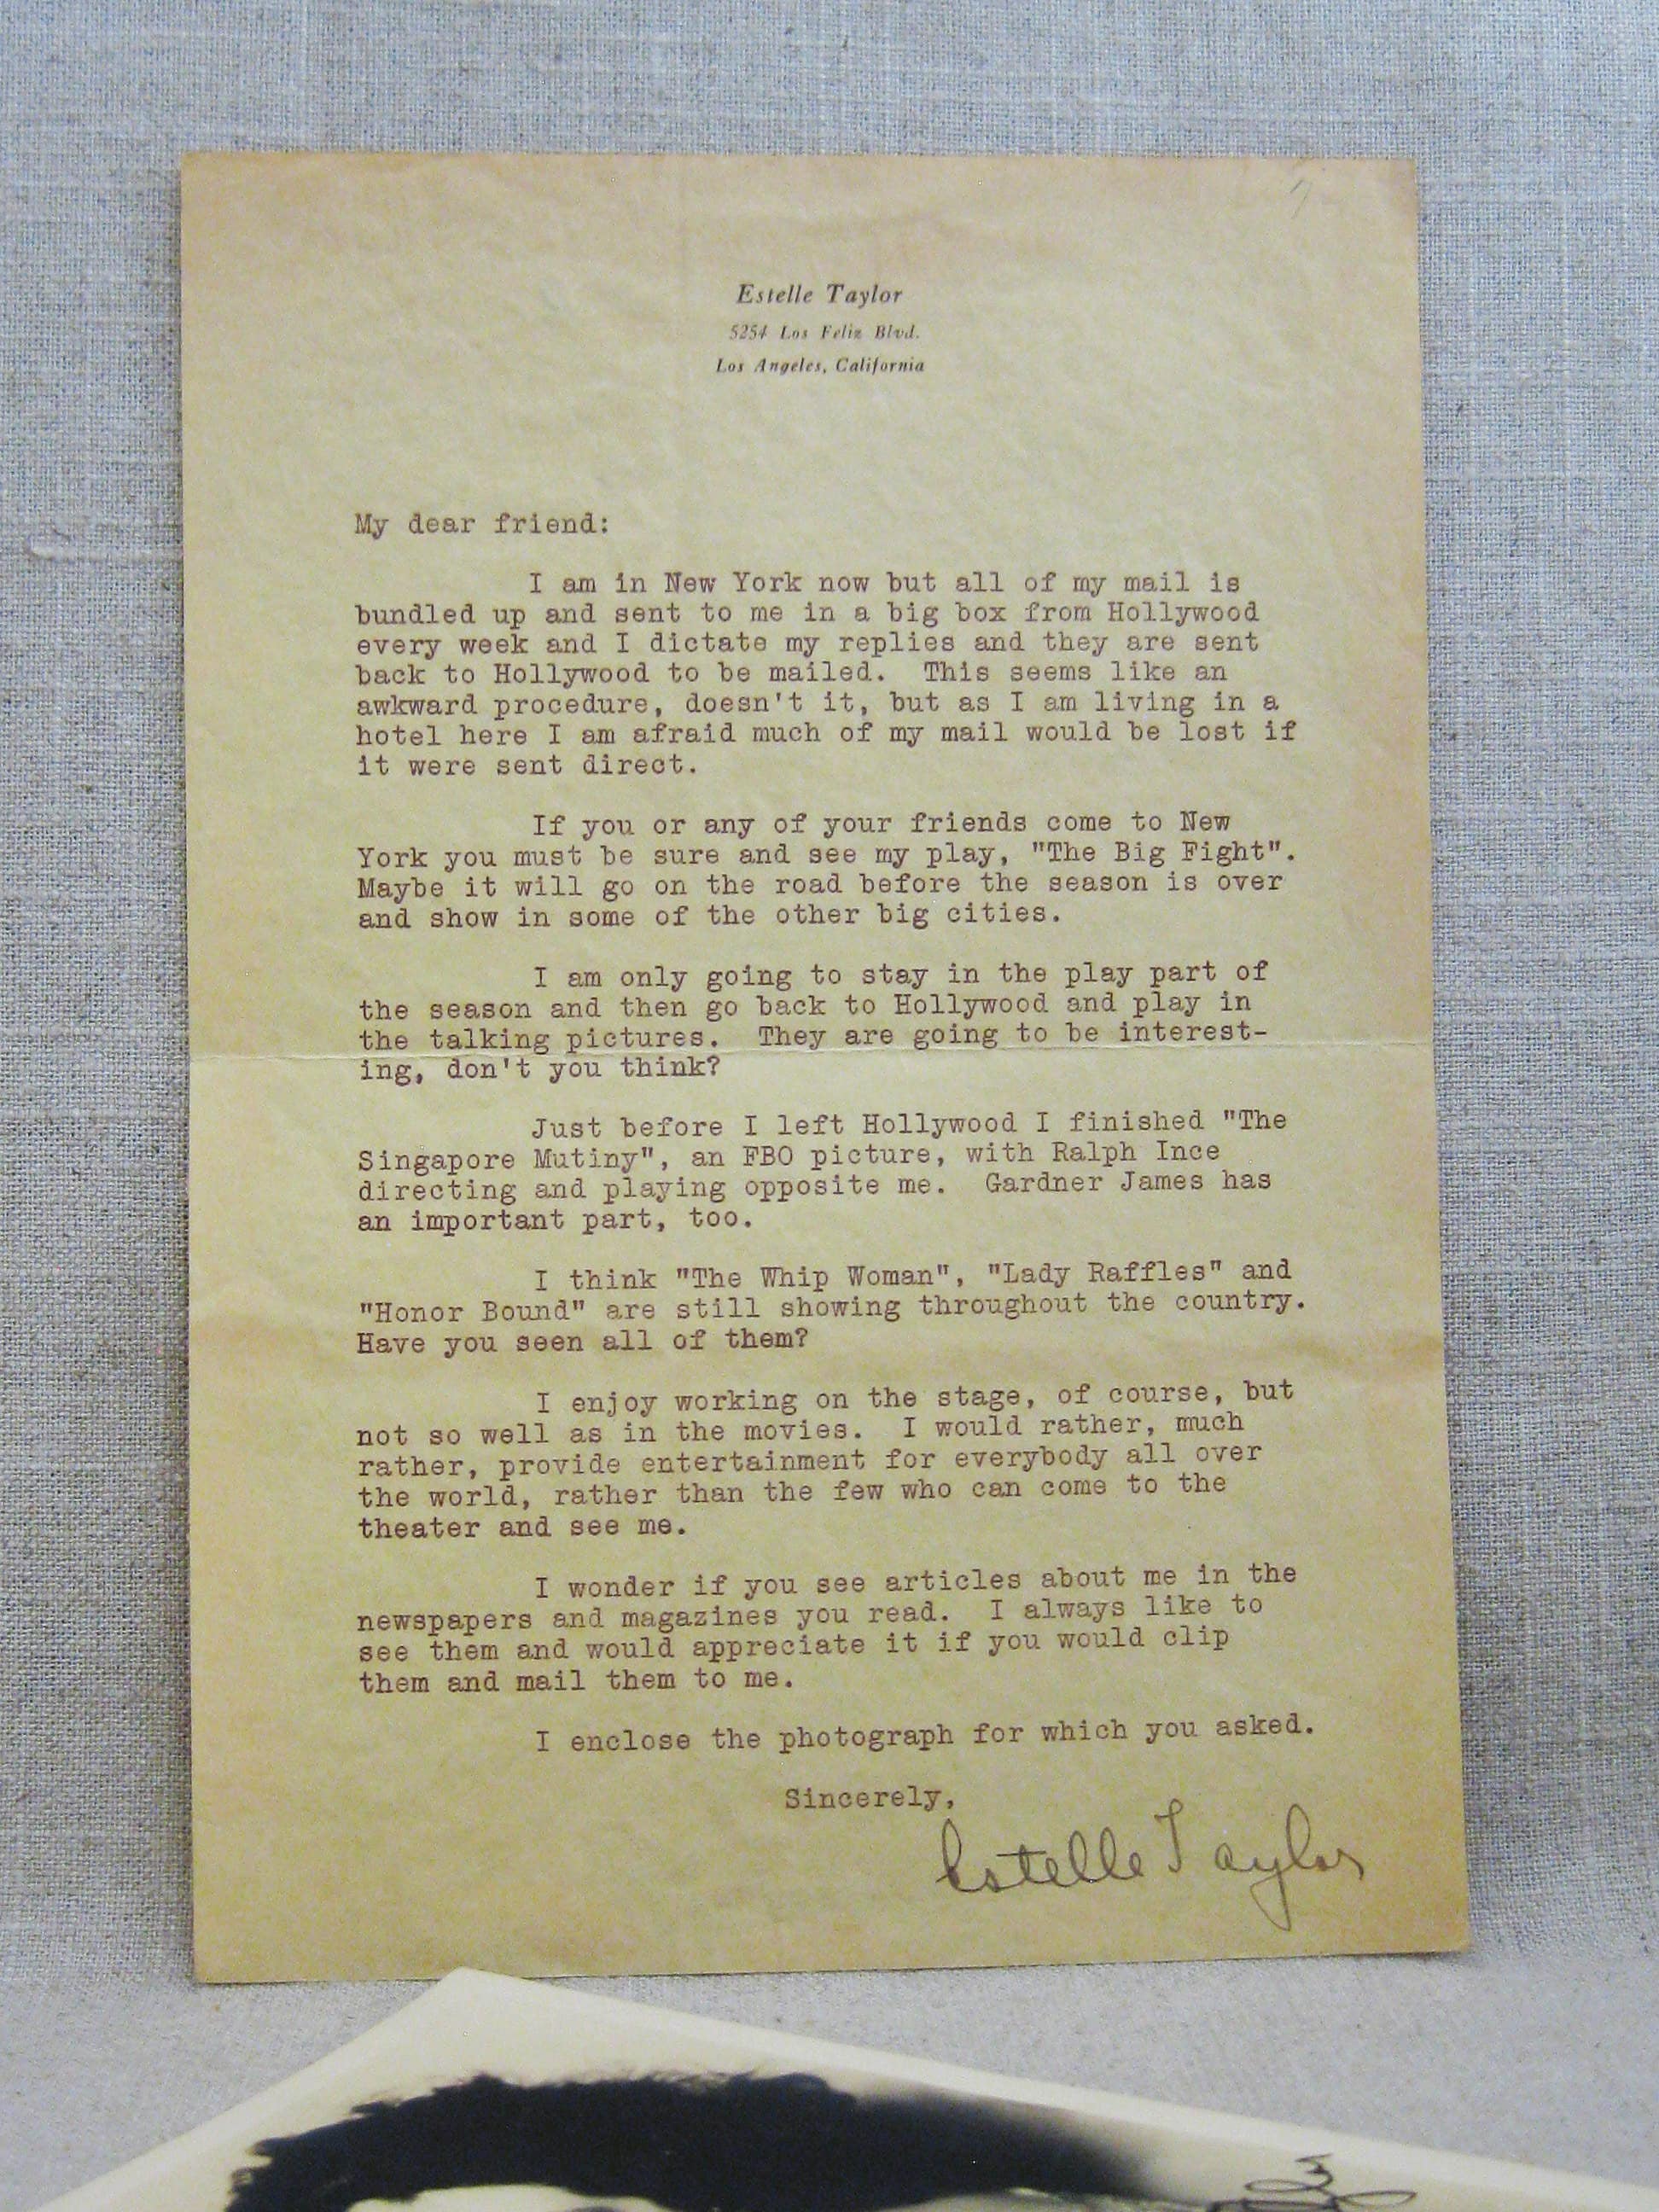 Estelle Taylor
5254 Los Feliz Blvd.
Los Angeles, California
My dear friend:
I am in New York now but all of my mail is
bundled up and sent to me in a big box from Hollywood
every week and I dictate my replies and they are sent
back to Hollywood to be mailed. This seems like an
awkward procedure, doesn't it, but as I am living in a
hotel here I am afraid much of my mail would be lost if
it were sent direct.
If you or any of your friends come to New
York you must be sure and see my play, "The Big Fight".
Maybe it will go on the road before the season is over
and show in some of the other big cities.
I am only going to stay in the play part of
the season and then go back to Hollywood and play in
the talking pictures. They are going to be interest-
ing, don't you think?
Just before I left Hollywood I finished "The
Singapore Mutiny", an FBO picture, with Ralph Ince
directing and playing opposite me. Gardner James has
an important part, too.
I think "The Whip Woman", "Lady Raffles" and
"Honor Bound" are still showing throughout the country.
Have you seen all of them?
I enjoy working on the stage, of course, but
not so well as in the movies. I would rather, much
rather, provide entertainment for everybody all over
the world, rather than the few who can come to the
theater and see me.
I wonder if you see articles about me in the
newspapers and magazines you read. I always like to
see them and would appreciate it if you would clip
them and mail them to me.
I enclose the photograph for which you asked.
Sincerely,
Estelle Taylor